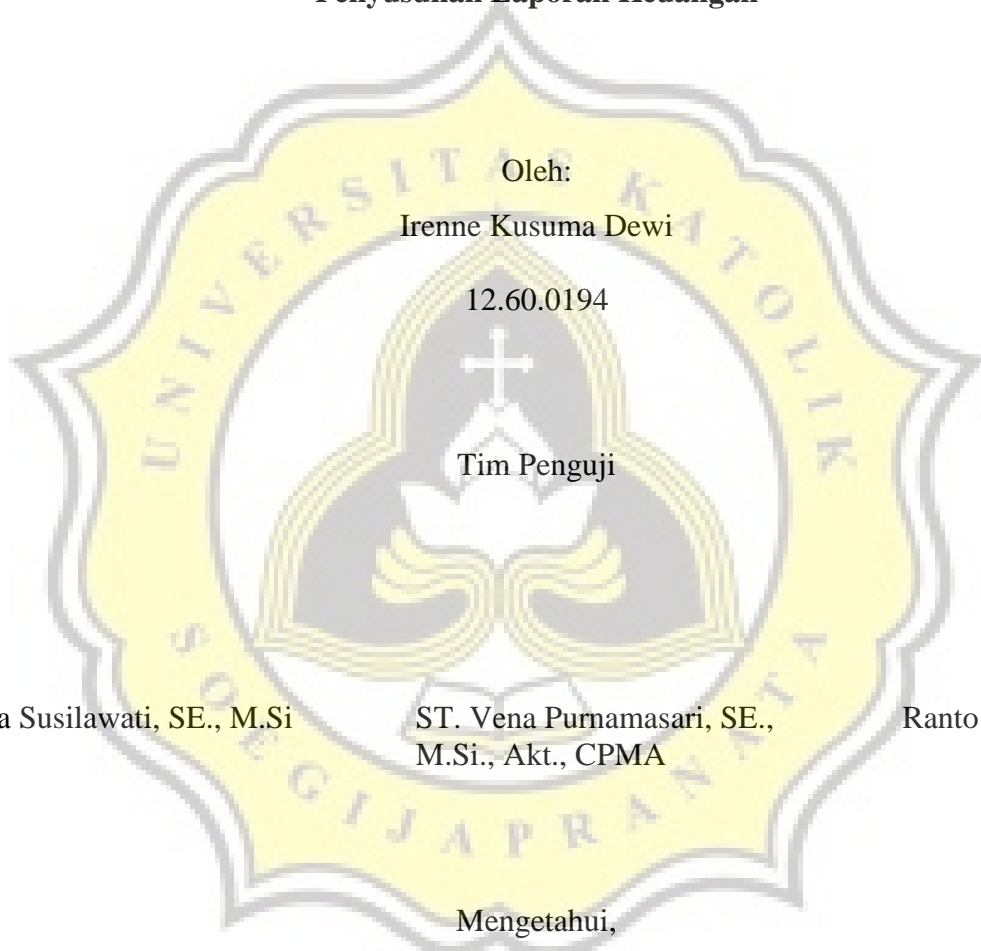 Penyusunan Laporan Keuangan
Oleh:
Irenne Kusuma Dewi
12.60.0194
Tim Penguji
Susilawati, SE., M.Si
ST. Vena Purnamasari, SE.,
M.Si., Akt., CPMA
Ranto
Mengetahui,
UNIVERSITAS KATOLIK
SOEGIJAPRANATA